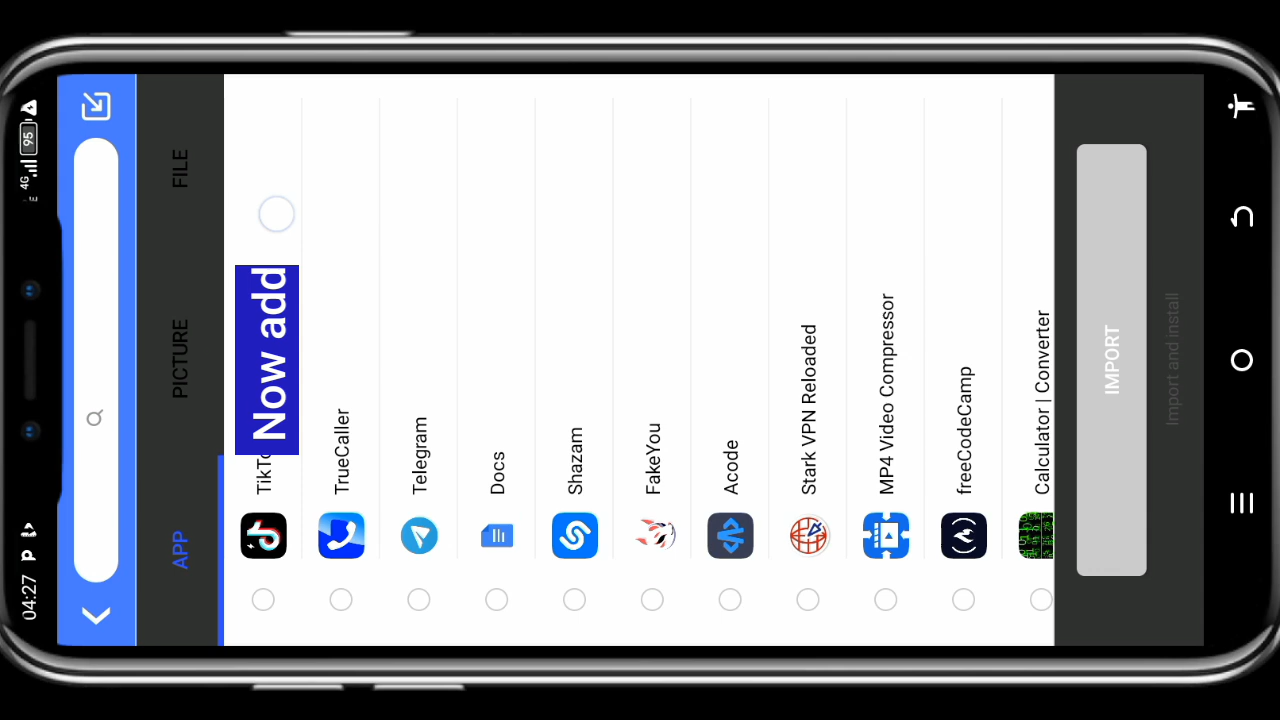 04:27
4G
95
E
APP
PICTURE
FILE
Now add
TikTo
TrueCaller
Telegram
Docs
Shazam
FakeYou
Acode
Stark VPN Reloaded
MP4 Video Compressor
freeCodeCamp
Calculator | Converter
IMPORT
Import and install